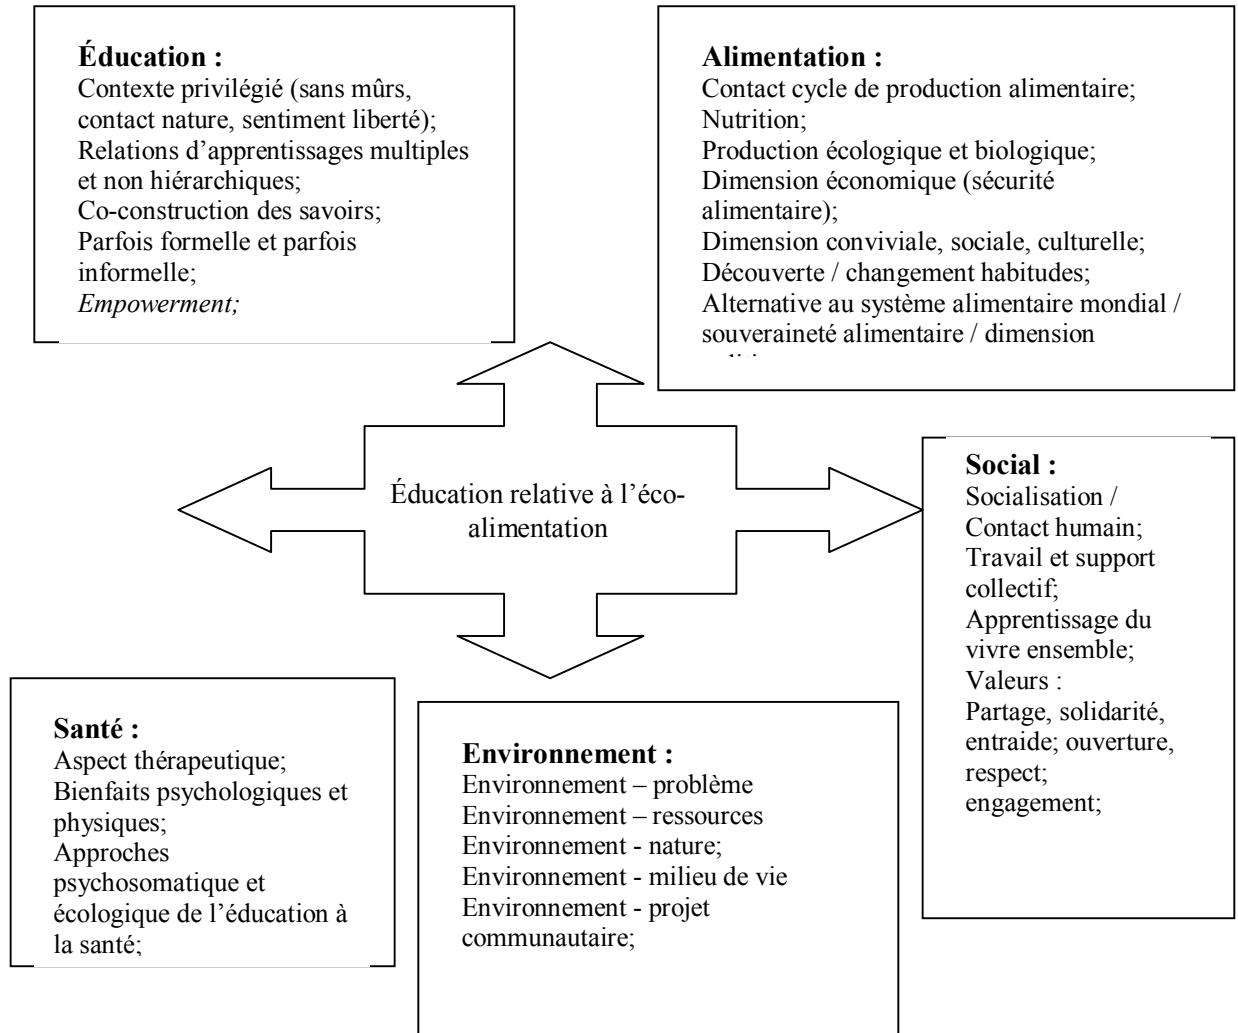 Éducation :
Contexte privilégié (sans mûrs,
contact nature, sentiment liberté);
Relations d’apprentissages multiples
et non hiérarchiques;
Co-construction des savoirs;
Parfois formelle et parfois
informelle;
Empowerment;
Alimentation :
Contact cycle de production alimentaire;
Nutrition;
Production écologique et biologique;
Dimension économique (sécurité
alimentaire);
Dimension conviviale, sociale, culturelle;
Découverte / changement habitudes;
Alternative au système alimentaire mondial /
souveraineté alimentaire / dimension
Éducation relative à l’éco-
alimentation
Social :
Socialisation /
Contact humain;
Travail et support
collectif;
Apprentissage du
vivre ensemble;
Valeurs :
Partage, solidarité,
entraide; ouverture,
respect;
engagement;
Santé :
Aspect thérapeutique;
Bienfaits psychologiques et
physiques;
Approches
psychosomatique et
écologique de l’éducation à
la santé;
Environnement :
Environnement – problème
Environnement – ressources
Environnement - nature;
Environnement - milieu de vie
Environnement - projet
communautaire;